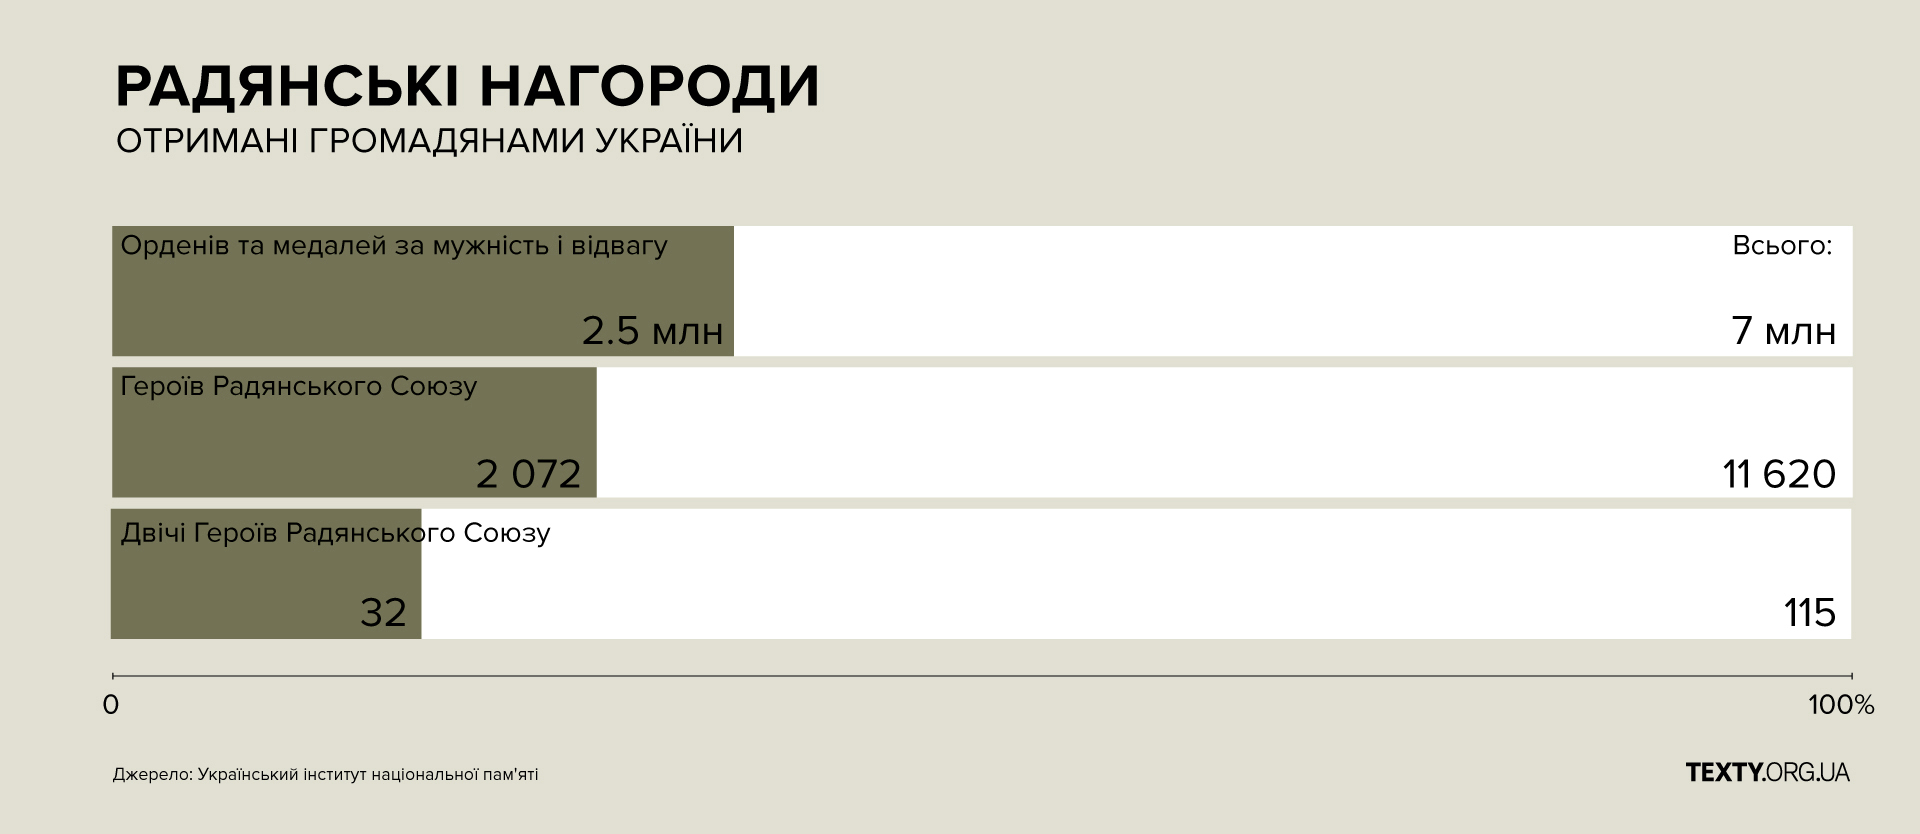 РАДЯНСЬКІ НАГОРОДИ
ОТРИМАНІ ГРОМАДЯНАМИ УКРАЇНИ
Орденів та медалей за мужність і відвагу
Всього:
2.5 млн
7 млн
Героїв Радянського Союзу
2 072
11 620
Двічі Героїв Радянського Союзу
32
115
0
100%
Джерело: Український інститут національної пам'яті
TEXTY.ORG.UA